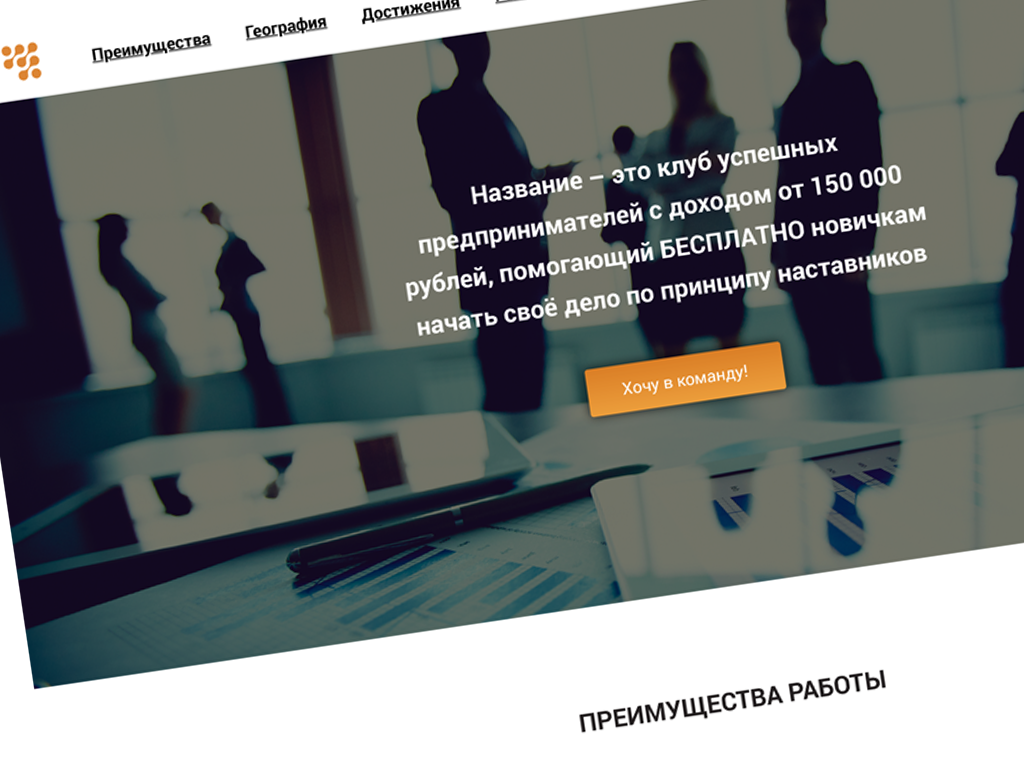 Преимущества География Достижения
Название – это клуб успешных
предпринимателей с доходом от 150 000
рублей, помогающий БЕСПЛАТНО новичкам
начать своё дело по принципу наставников
Хочу в команду!
ПРЕИМУЩЕСТВА РАБОТЫ